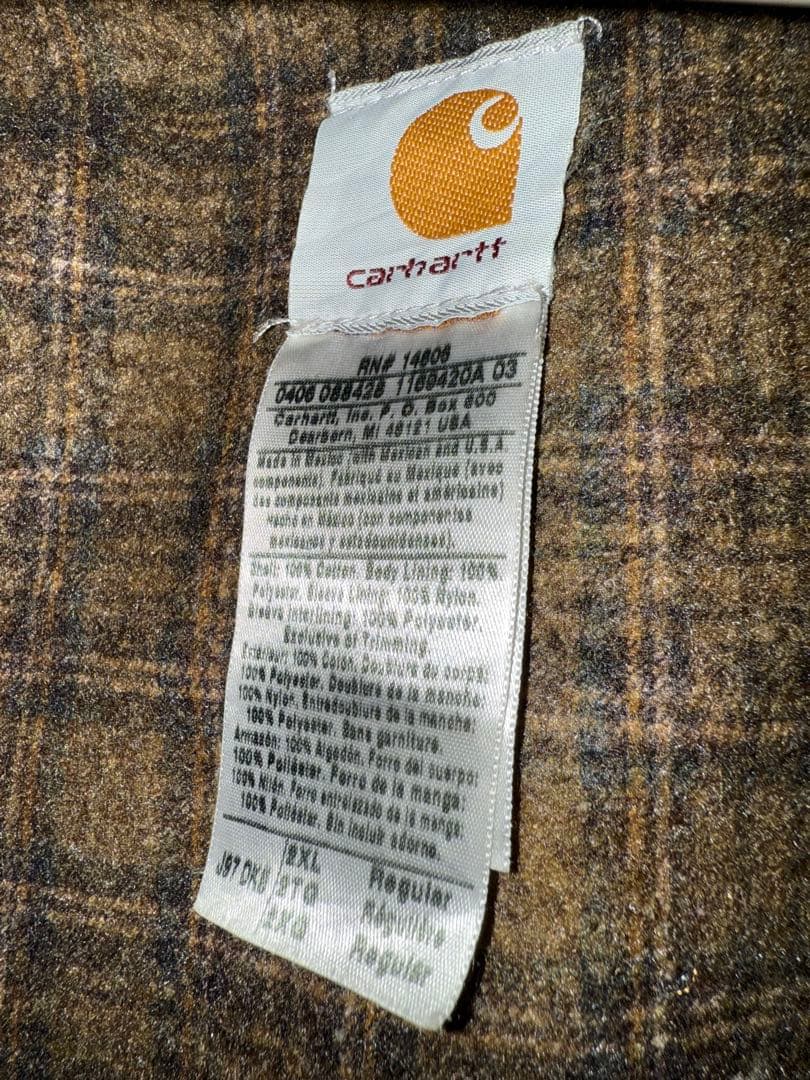 carhartt
RN# 14806
0406 088428 1169420A 03
Carhartt, Inc. P. O. Box 600
Dearborn, MI 48121 USA
Made in Mexico (with Mexican and U.S.A.
components). Fabriqué au Mexique (avec
des composants mexicains et américains)
Hecho en México (con componentes
mexicanos y estadounidenses).
Shell: 100% Cotton. Body Lining: 100%
Polyester. Sleeve Lining: 100% Nylon.
Sleeve Interlining: 100% Polyester.
Exclusive of Trimming.
Extérieur: 100% Coton. Doublure du corps:
100% Polyester. Doublure de la manche:
100% Nylon. Entredoublure de la manche:
100% Polyester. Sans garniture.
Armazón: 100% Algodón. Forro del cuerpo:
100% Poliéster. Forro de la manga:
100% Nilón. Forro entrelazado de la manga:
100% Poliéster. Sin incluir adorno.
2XL Regular
J97 DKB 2TG Régulière
2XG Regular